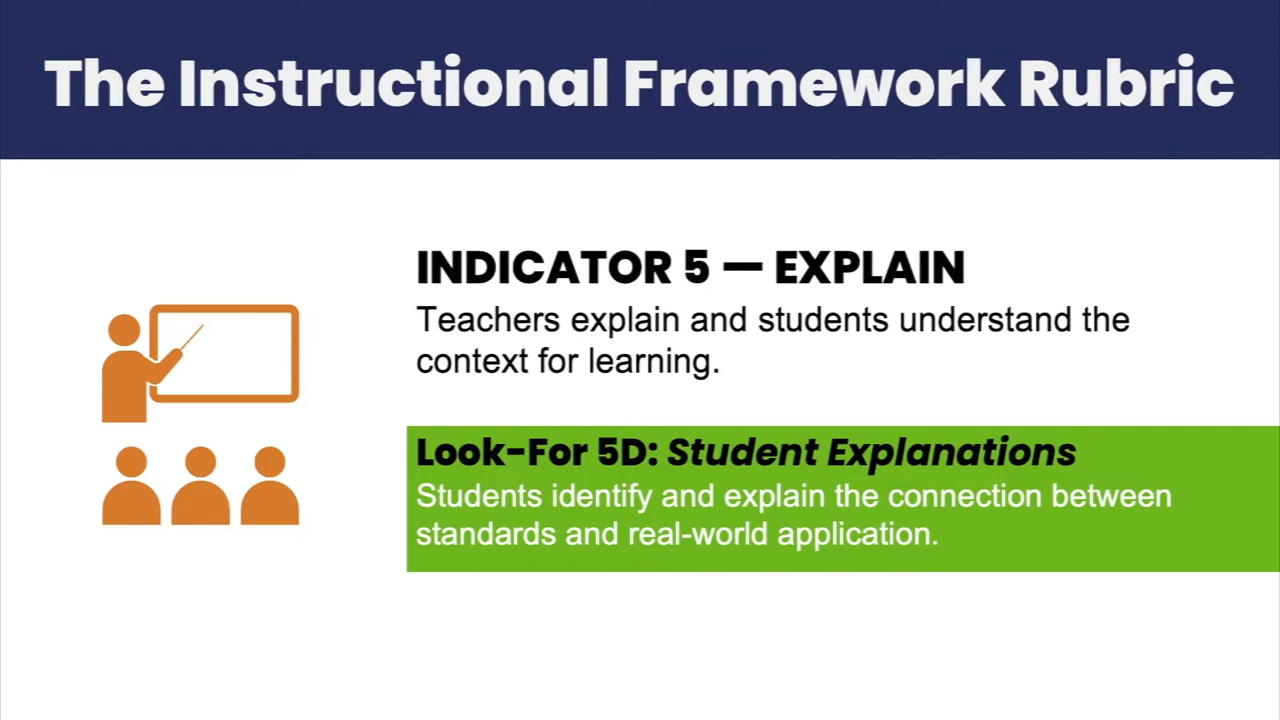 The Instructional Framework Rubric
INDICATOR 5 — EXPLAIN
Teachers explain and students understand the
context for learning.
Look-For 5D: Student Explanations
Students identify and explain the connection between
standards and real-world application.